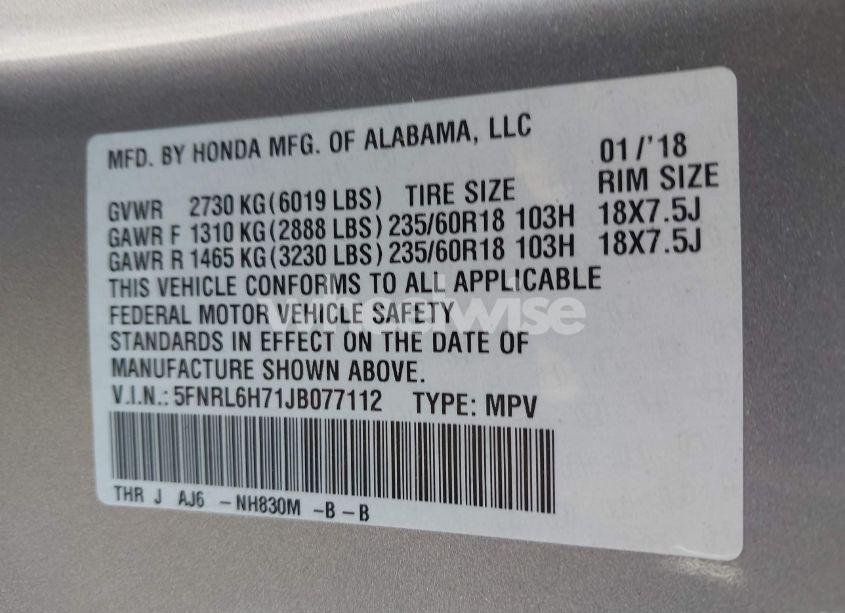 MFD. BY HONDA MFG. OF ALABAMA, LLC 01/'18
RIM SIZE
GVWR 2730 KG(6019 LBS) TIRE SIZE
GAWR F 1310 KG(2888 LBS) 235/60R18 103H 18X7.5J
GAWR R 1465 KG(3230 LBS) 235/60R18 103H 18X7.5J
THIS VEHICLE CONFORMS TO ALL APPLICABLE
FEDERAL MOTOR VEHICLE SAFETY
STANDARDS IN EFFECT ON THE DATE OF
MANUFACTURE SHOWN ABOVE.
V.I.N.: 5FNRL6H71JB077112 TYPE: MPV
THR J AJ6 -NH830M -B -B
wheelwise